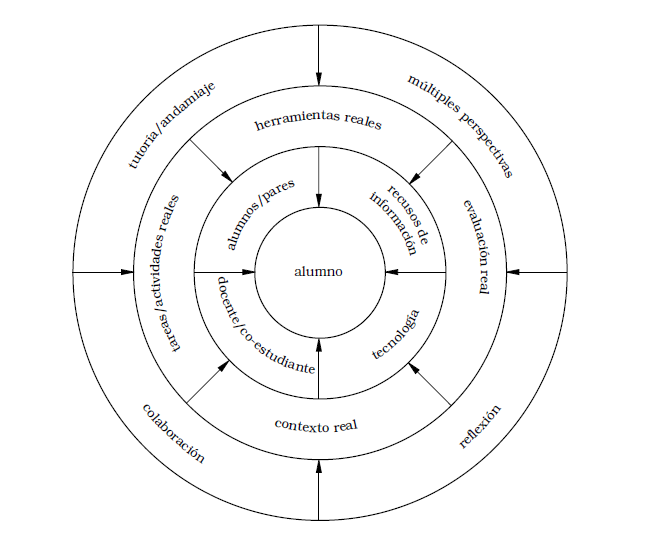 tutoría/andamiaje
múltiples perspectivas
herramientas reales
alumnos/pares
recusos de
información
tareas/actividades reales
evaluación real
alumno
docente/co-estudiante
tecnología
contexto real
colaboración
reflexión